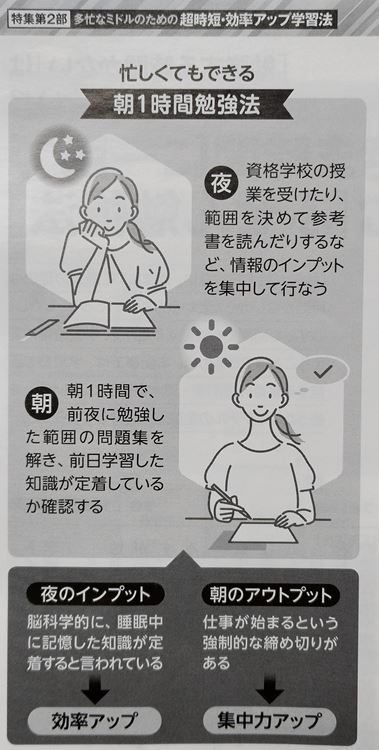 特集第2部 多忙なミドルのための 超時短・効率アップ学習法
忙しくてもできる
朝1時間勉強法
夜
資格学校の授
業を受けたり、
範囲を決めて参考
書を読んだりするな
ど、情報のインプット
を集中して行なう
朝
朝1時間で、
前夜に勉強し
た範囲の問題集を
解き、前日学習した
知識が定着している
か確認する
夜のインプット
脳科学的に、睡眠中
に記憶した知識が定
着すると言われている
効率アップ
朝のアウトプット
仕事が始まるという
強制的な締め切りが
ある
集中力アップ